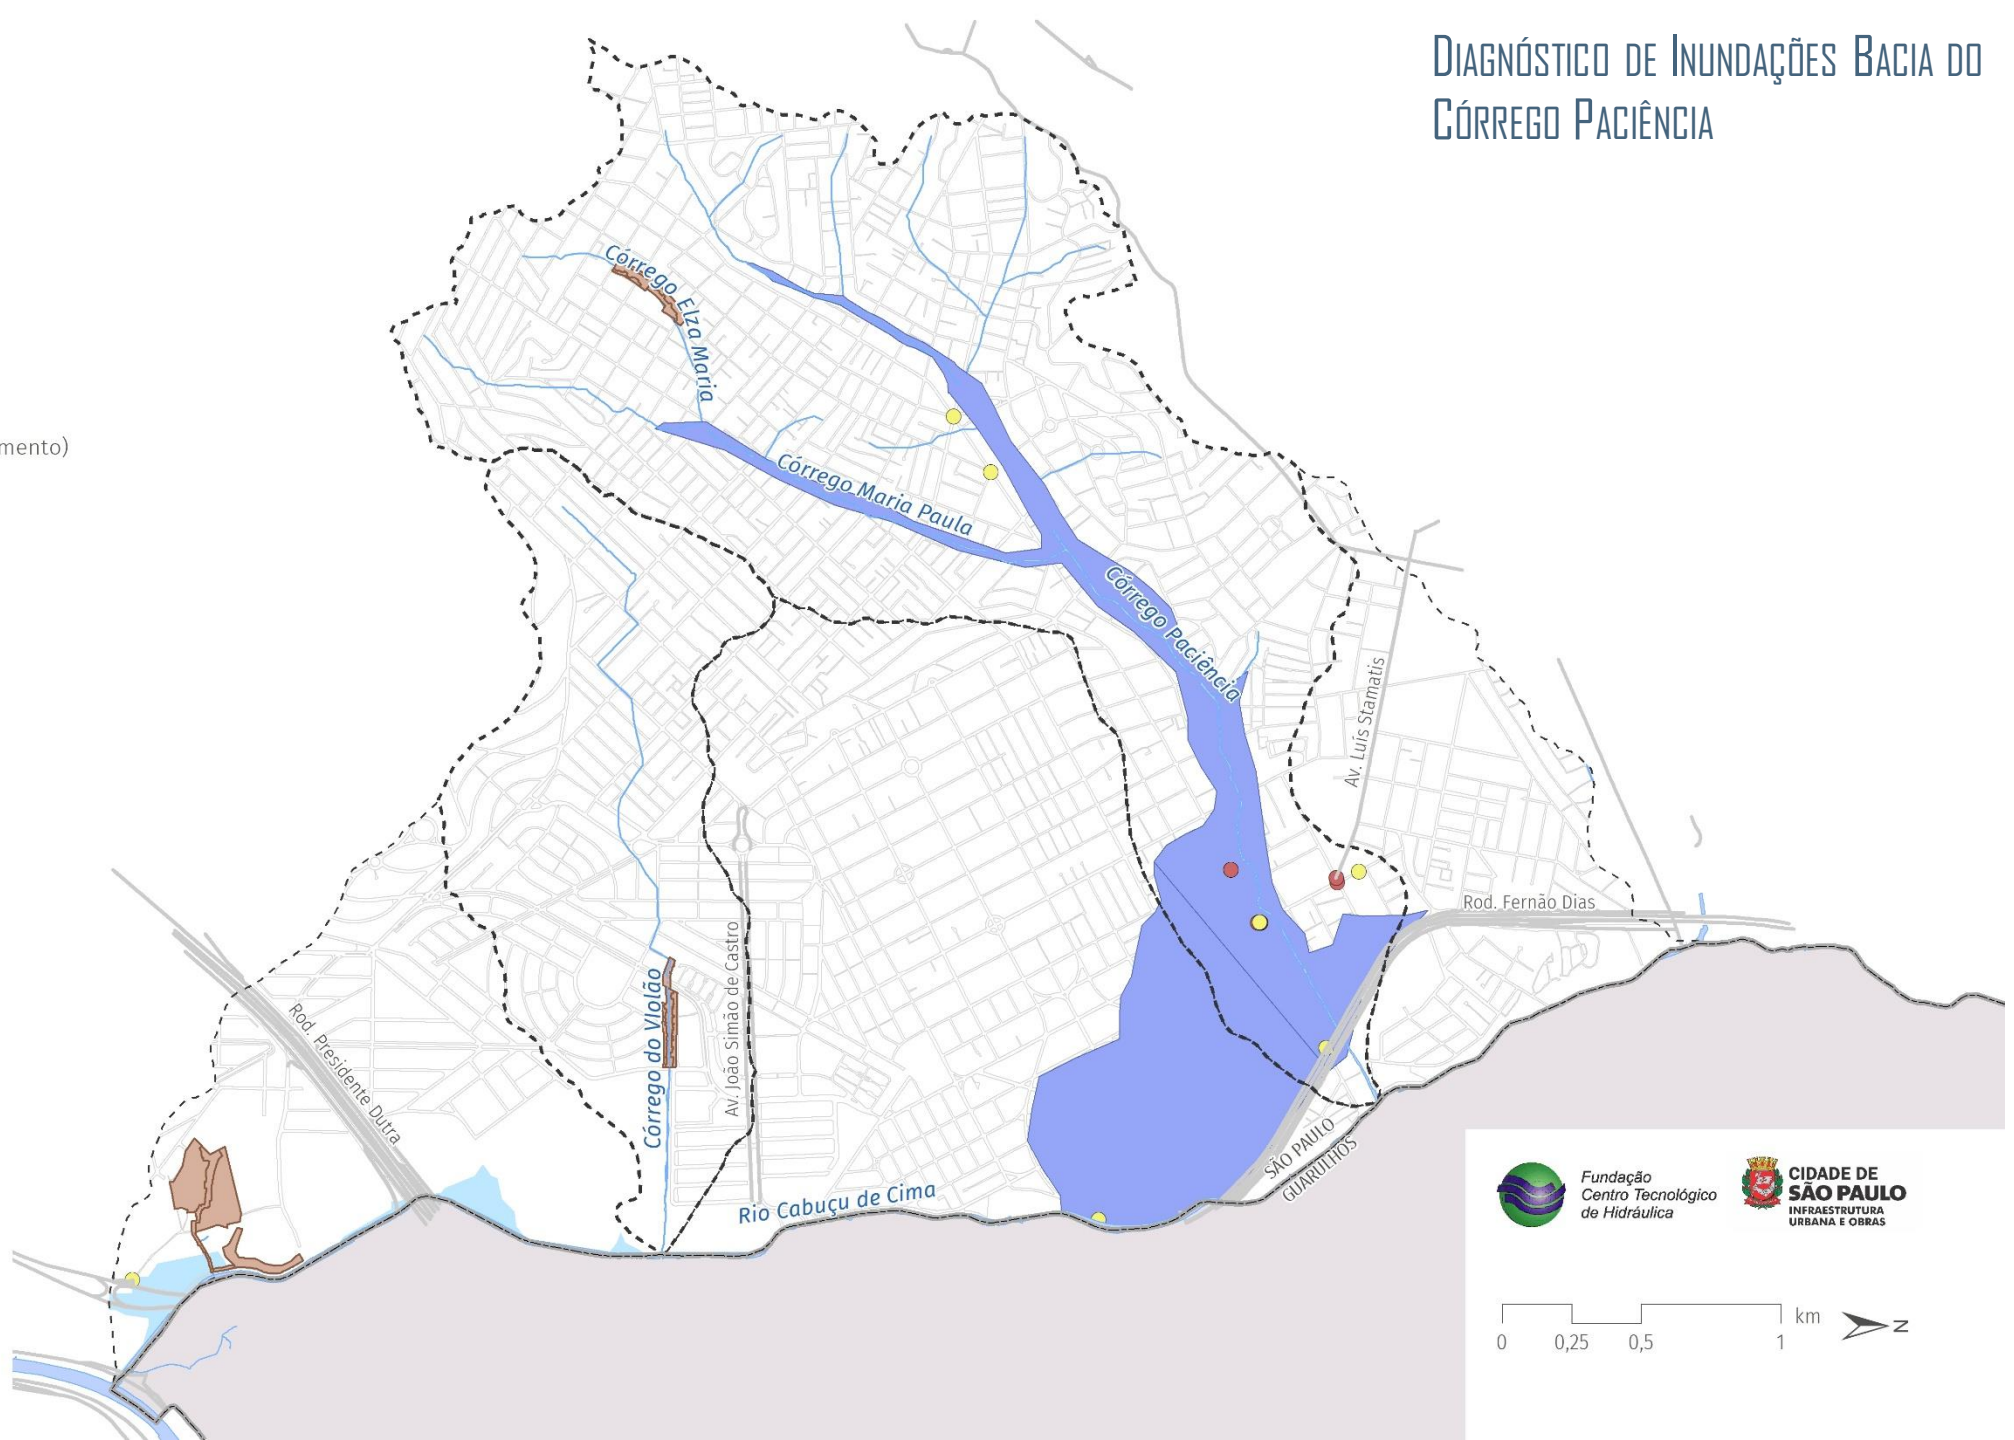 DIAGNÓSTICO DE INUNDAÇÕES BACIA DO
CÓRREGO PACIÊNCIA
Córrego Elza Maria
mento)
Córrego Maria Paula
Córrego Paciência
Av. Luís Stamatis
Rod. Fernão Dias
Av. João Simão de Castro
Córrego do VIolão
Rod. Presidente Dutra
SÃO PAULO
GUARULHOS
Rio Cabuçu de Cima
Fundação
Centro Tecnológico
de Hidráulica
CIDADE DE
SÃO PAULO
INFRAESTRUTURA
URBANA E OBRAS
km
0 0,25 0,5 1
N